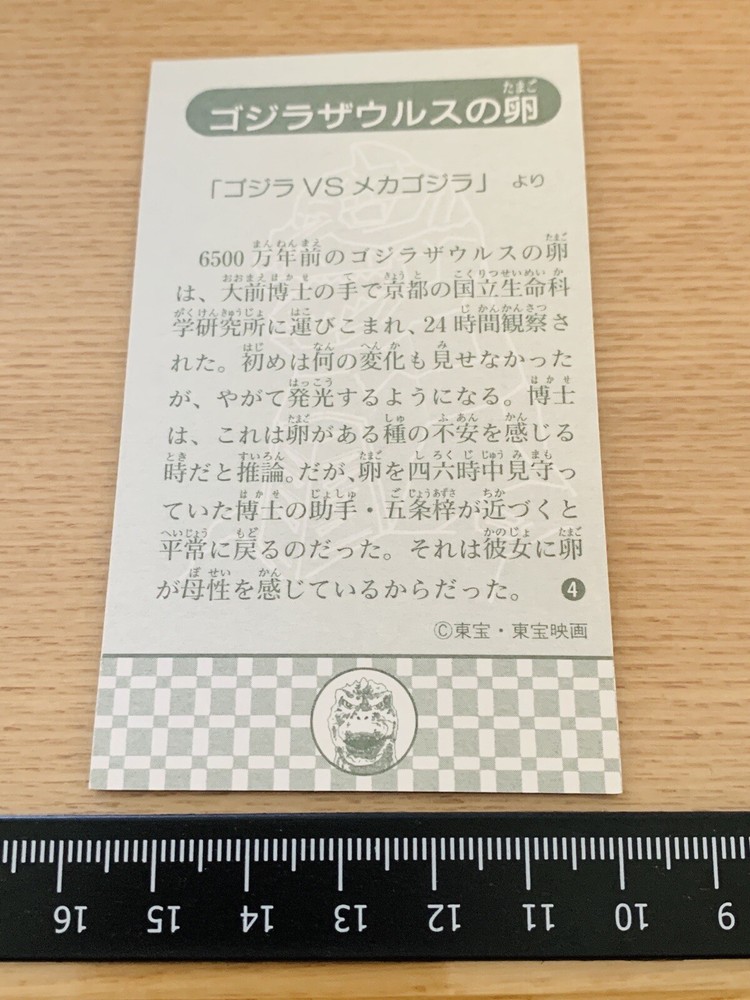 ゴジラザウルスの卵
「ゴジラVSメカゴジラ」 より
6500万年前のゴジラザウルスの卵
は、大前博士の手で京都の国立生命科
学研究所に運びこまれ、24時間観察さ
れた。初めは何の変化も見せなかった
が、やがて発光するようになる。博士
は、これは卵がある種の不安を感じる
時だと推論。だが、卵を四六時中見守っ
ていた博士の助手・五条梓が近づくと
平常に戻るのだった。それは彼女に卵
が母性を感じているからだった。 4
©東宝・東宝映画
16 15 14 13 12 11 10 9